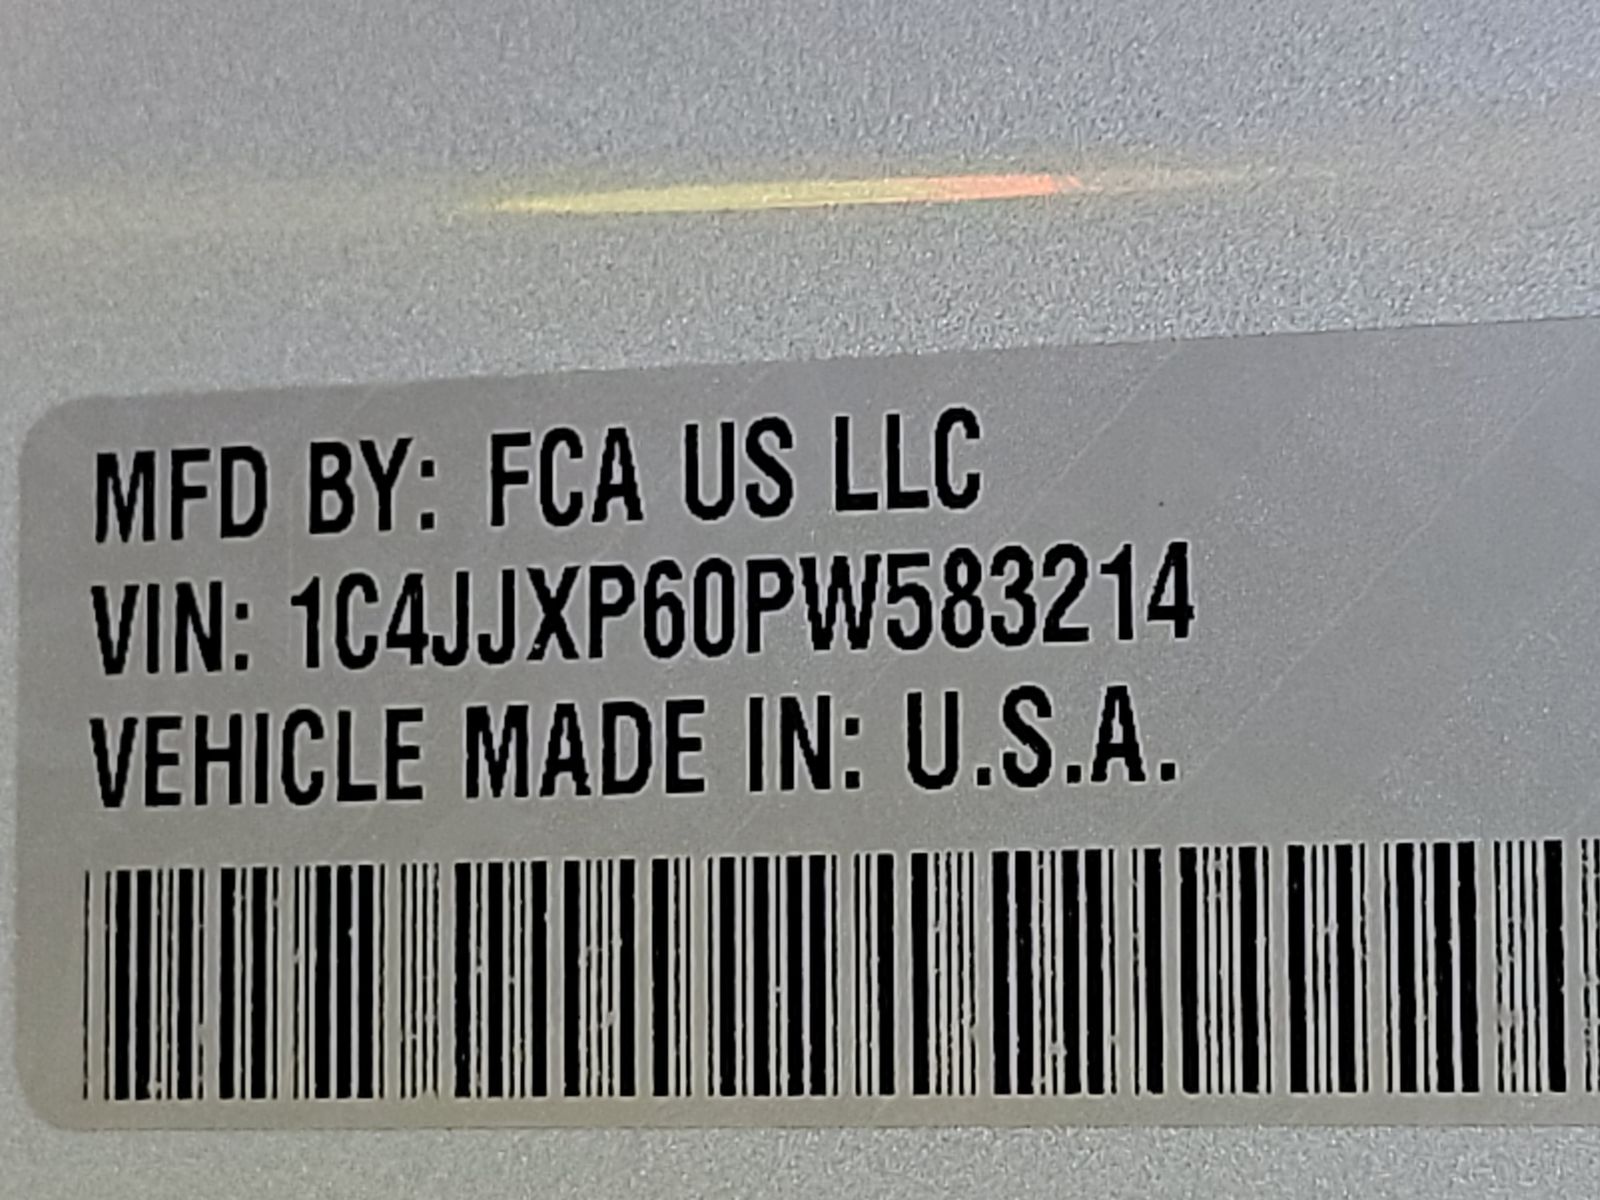 MFD BY: FCA US LLC
VIN: 1C4JJXP60PW583214
VEHICLE MADE IN: U.S.A.